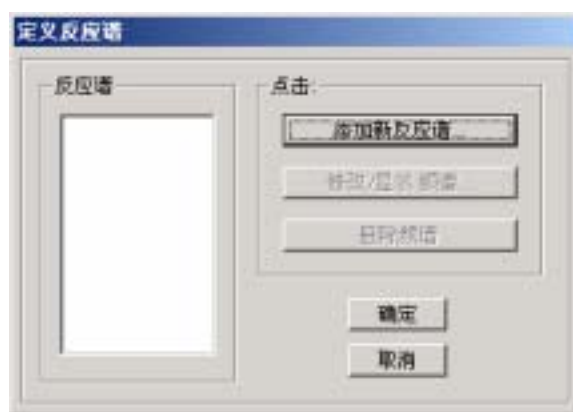 定义反应谱
反应谱
点击:
添加新反应谱...
修改/显示 频谱
删除频谱
确定
取消